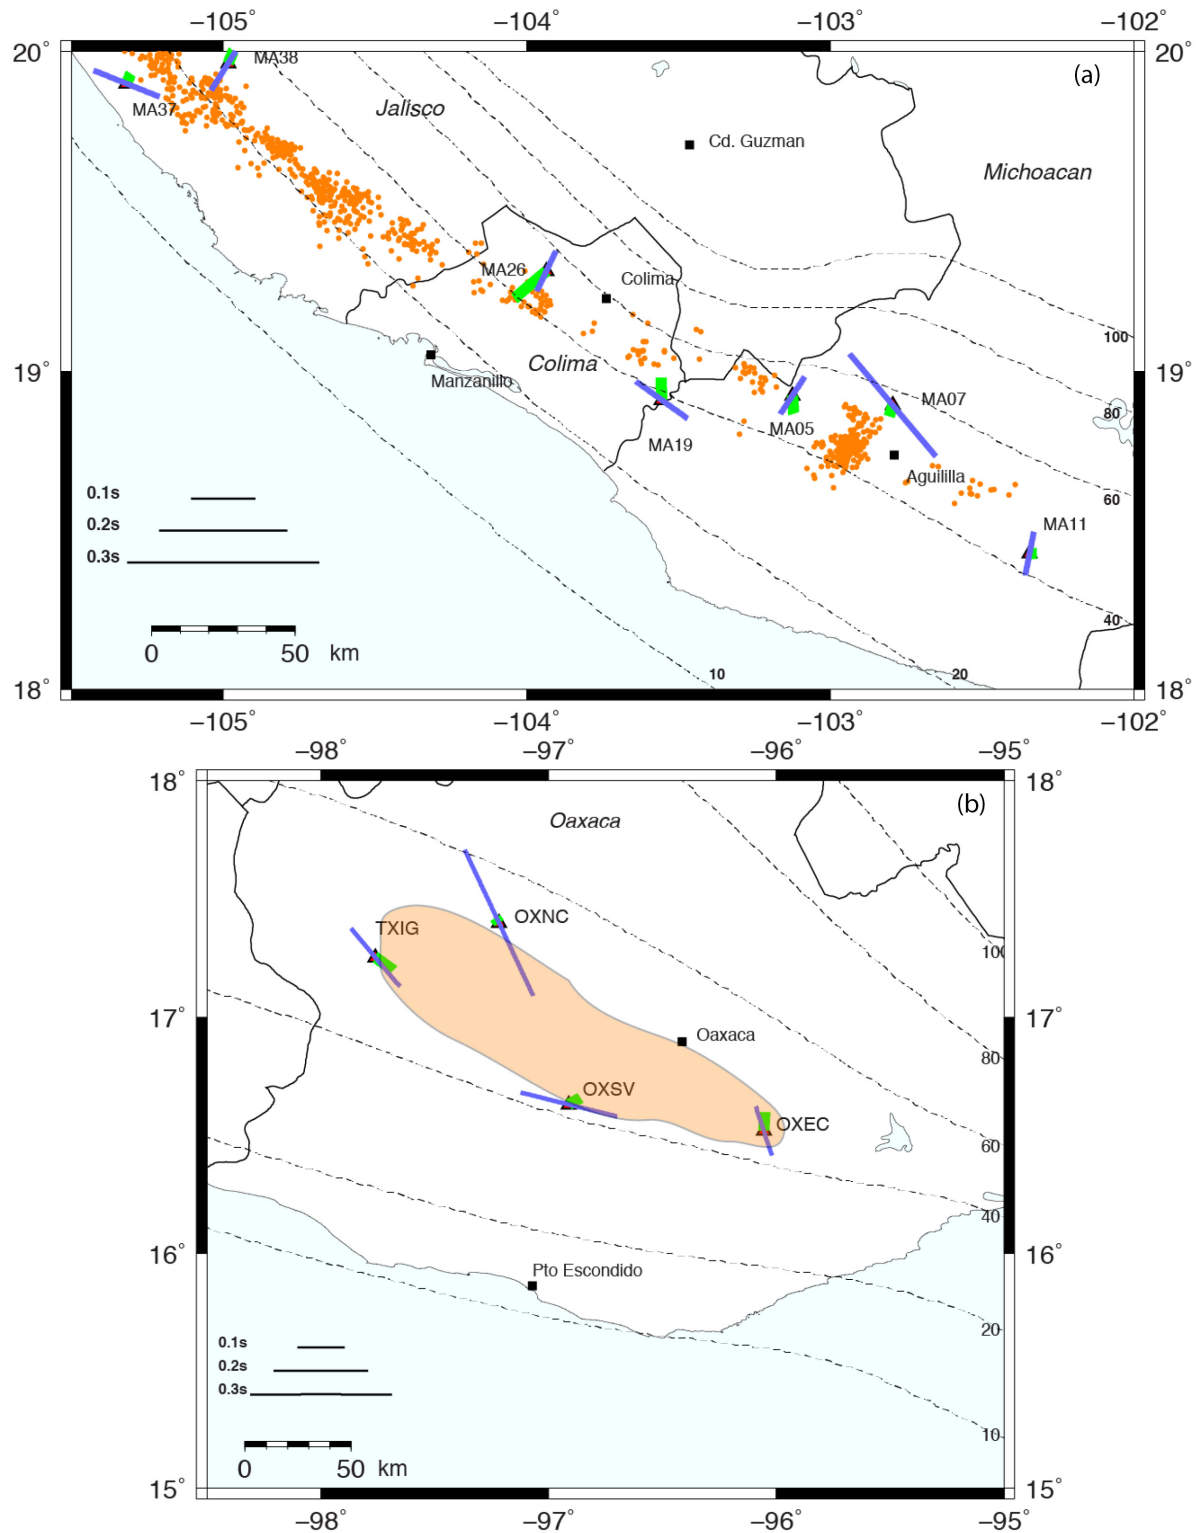 −105° −104° −103° −102°
20° 20°
(a)
MA38
MA37
Jalisco
Cd. Guzman
Michoacan
MA26
Colima
100
19° 19°
Colima
Manzanillo
MA07
80
MA05
MA19
Aguililla
0.1s
60
0.2s
MA11
0.3s
40
0 50 km
10 20
18° 18°
−105° −104° −103° −102°
−98° −97° −96° −95°
18° 18°
(b)
Oaxaca
OXNC
TXIG
100
17° 17°
Oaxaca
80
OXSV
OXEC
60
40
16° 16°
Pto Escondido
20
0.1s
0.2s
0.3s
10
0 50 km
15° 15°
−98° −97° −96° −95°